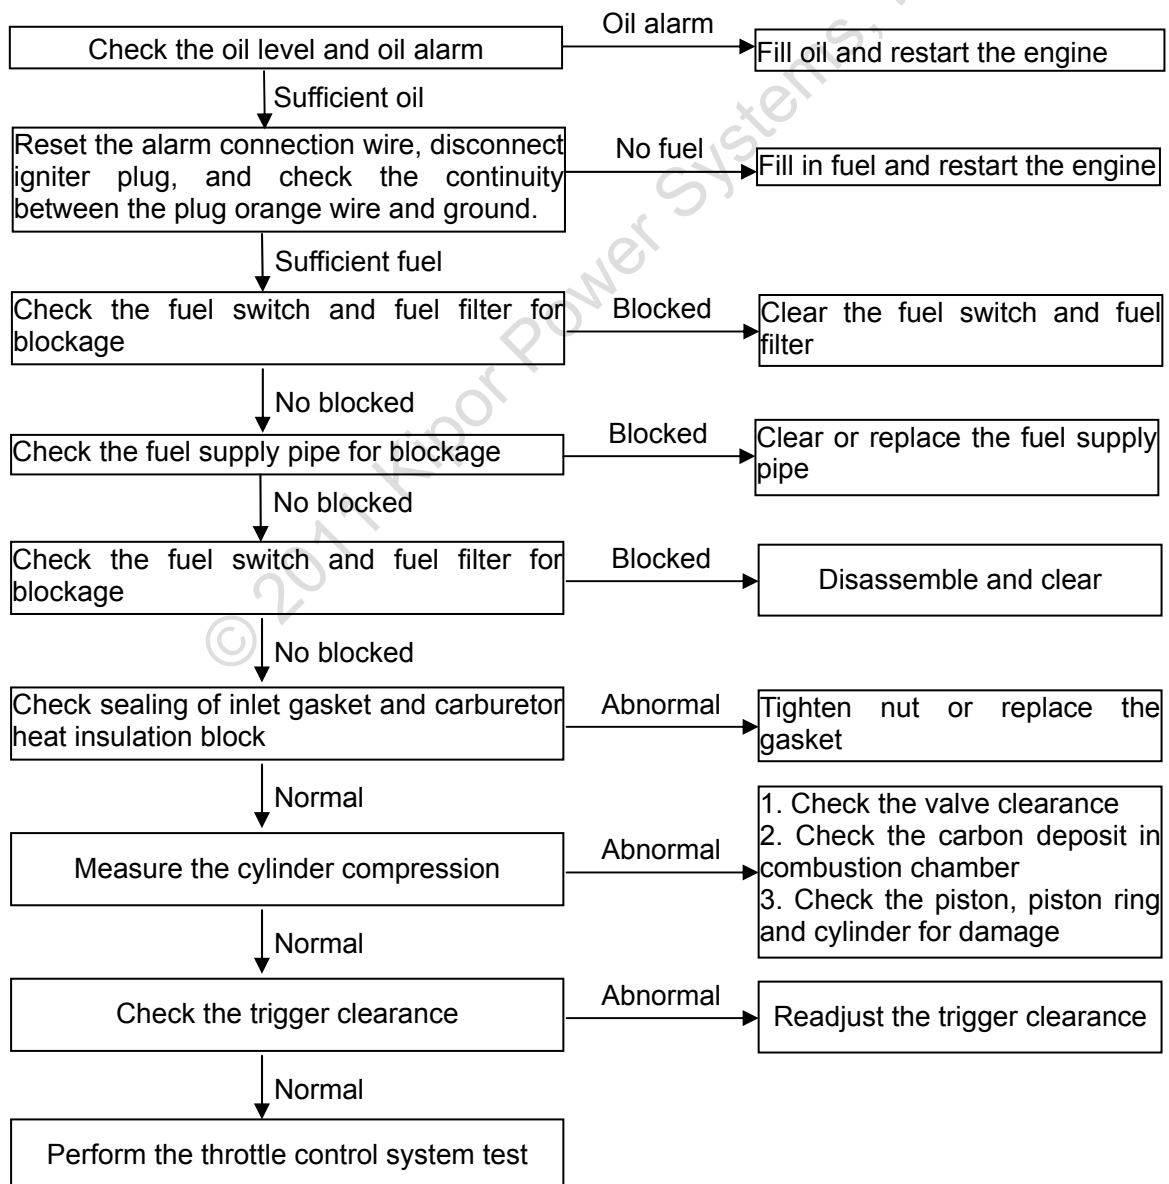 Check the oil level and oil alarm
Oil alarm
Fill oil and restart the engine
Sufficient oil
Reset the alarm connection wire, disconnect
igniter plug, and check the continuity
between the plug orange wire and ground.
No fuel
Fill in fuel and restart the engine
Sufficient fuel
Check the fuel switch and fuel filter for
blockage
Blocked
Clear the fuel switch and fuel
filter
No blocked
Check the fuel supply pipe for blockage
Blocked
Clear or replace the fuel supply
pipe
No blocked
Check the fuel switch and fuel filter for
blockage
Blocked
Disassemble and clear
No blocked
Check sealing of inlet gasket and carburetor
heat insulation block
Abnormal
Tighten nut or replace the
gasket
Normal
Measure the cylinder compression
Abnormal
1. Check the valve clearance
2. Check the carbon deposit in
combustion chamber
3. Check the piston, piston ring
and cylinder for damage
Normal
Check the trigger clearance
Abnormal
Readjust the trigger clearance
Normal
Perform the throttle control system test
© 2011 Kipor Power Systems,